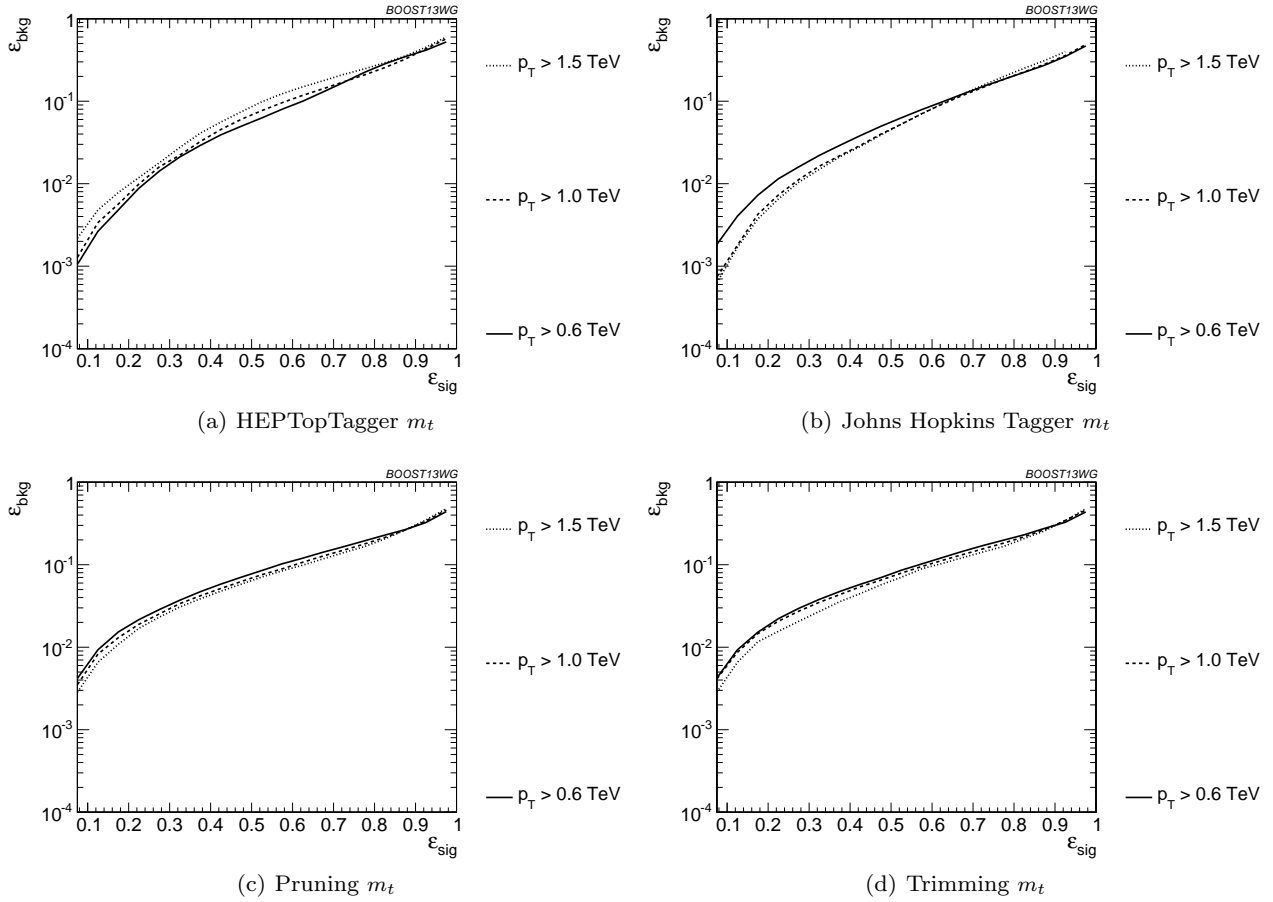 BOOST13WG
ε_bkg
1
10^-1
10^-2
10^-3
10^-4
0.1 0.2 0.3 0.4 0.5 0.6 0.7 0.8 0.9 1
ε_sig
p_T > 1.5 TeV
p_T > 1.0 TeV
p_T > 0.6 TeV
(a) HEPTopTagger m_t
BOOST13WG
ε_bkg
1
10^-1
10^-2
10^-3
10^-4
0.1 0.2 0.3 0.4 0.5 0.6 0.7 0.8 0.9 1
ε_sig
p_T > 1.5 TeV
p_T > 1.0 TeV
p_T > 0.6 TeV
(b) Johns Hopkins Tagger m_t
BOOST13WG
ε_bkg
1
10^-1
10^-2
10^-3
10^-4
0.1 0.2 0.3 0.4 0.5 0.6 0.7 0.8 0.9 1
ε_sig
p_T > 1.5 TeV
p_T > 1.0 TeV
p_T > 0.6 TeV
(c) Pruning m_t
BOOST13WG
ε_bkg
1
10^-1
10^-2
10^-3
10^-4
0.1 0.2 0.3 0.4 0.5 0.6 0.7 0.8 0.9 1
ε_sig
p_T > 1.5 TeV
p_T > 1.0 TeV
p_T > 0.6 TeV
(d) Trimming m_t